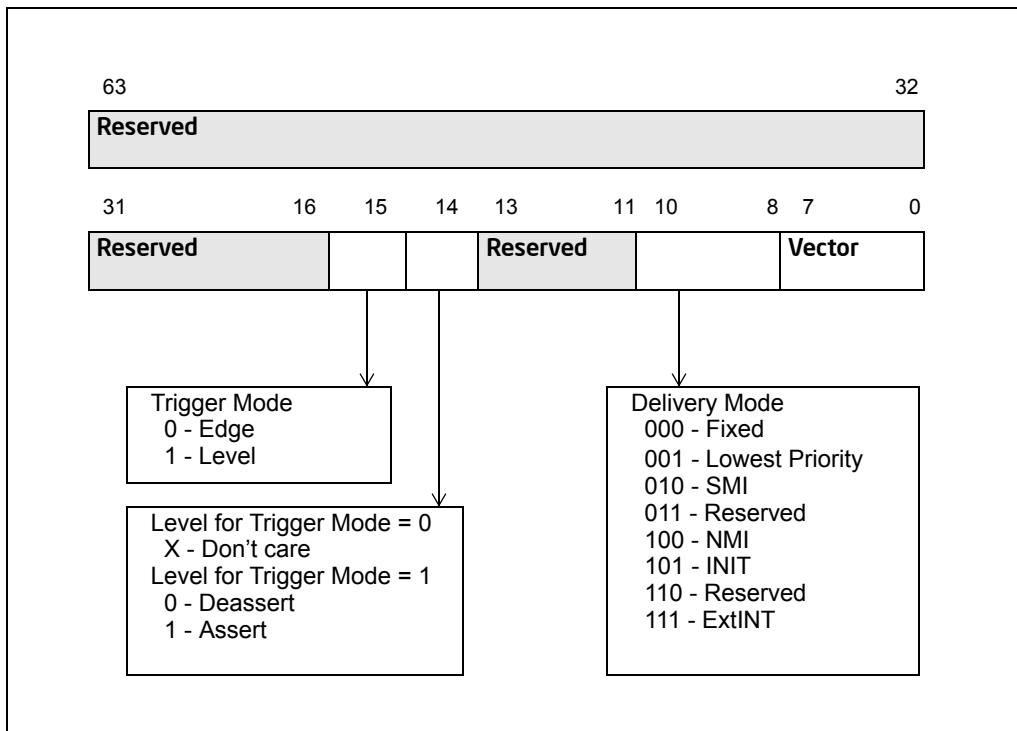 63 32
Reserved
31 16 15 14 13 11 10 8 7 0
Reserved Reserved Vector
Trigger Mode
0 - Edge
1 - Level
Level for Trigger Mode = 0
X - Don’t care
Level for Trigger Mode = 1
0 - Deassert
1 - Assert
Delivery Mode
000 - Fixed
001 - Lowest Priority
010 - SMI
011 - Reserved
100 - NMI
101 - INIT
110 - Reserved
111 - ExtINT